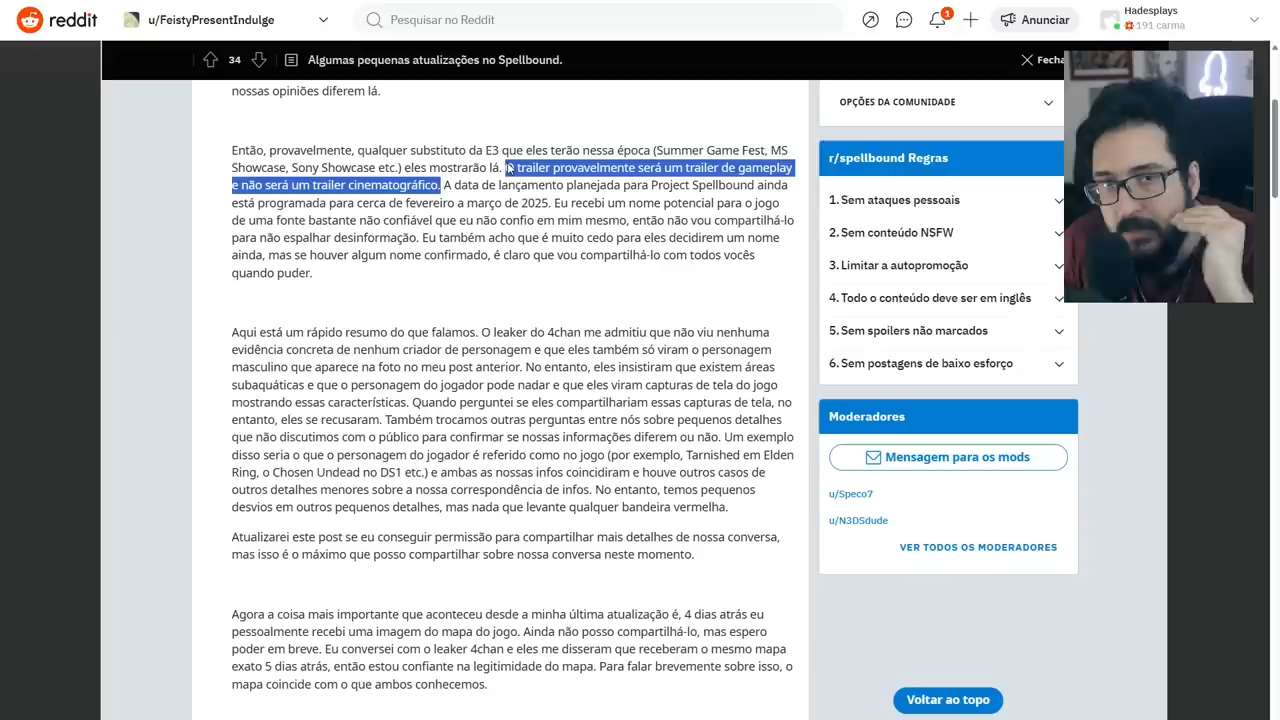 reddit
u/FeistyPresentIndulge
Pesquisar no Reddit
1
Anunciar
Hadesplays
191 carma
34
Algumas pequenas atualizações no Spellbound.
Fecha
nossas opiniões diferem lá.
Então, provavelmente, qualquer substituto da E3 que eles terão nessa época (Summer Game Fest, MS
Showcase, Sony Showcase etc.) eles mostrarão lá. O trailer provavelmente será um trailer de gameplay
e não será um trailer cinematográfico. A data de lançamento planejada para Project Spellbound ainda
está programada para cerca de fevereiro a março de 2025. Eu recebi um nome potencial para o jogo
de uma fonte bastante não confiável que eu não confio em mim mesmo, então não vou compartilhá-lo
para não espalhar desinformação. Eu também acho que é muito cedo para eles decidirem um nome
ainda, mas se houver algum nome confirmado, é claro que vou compartilhá-lo com todos vocês
quando puder.
Aqui está um rápido resumo do que falamos. O leaker do 4chan me admitiu que não viu nenhuma
evidência concreta de nenhum criador de personagem e que eles também só viram o personagem
masculino que aparece na foto no meu post anterior. No entanto, eles insistiram que existem áreas
subaquáticas e que o personagem do jogador pode nadar e que eles viram capturas de tela do jogo
mostrando essas características. Quando perguntei se eles compartilhariam essas capturas de tela, no
entanto, eles se recusaram. Também trocamos outras perguntas entre nós sobre pequenos detalhes
que não discutimos com o público para confirmar se nossas informações diferem ou não. Um exemplo
disso seria o que o personagem do jogador é referido como no jogo (por exemplo, Tarnished em Elden
Ring, o Chosen Undead no DS1 etc.) e ambas as nossas infos coincidiram e houve outros casos de
outros detalhes menores sobre a nossa correspondência de infos. No entanto, temos pequenos
desvios em outros pequenos detalhes, mas nada que levante qualquer bandeira vermelha.
Atualizarei este post se eu conseguir permissão para compartilhar mais detalhes de nossa conversa,
mas isso é o máximo que posso compartilhar sobre nossa conversa neste momento.
Agora a coisa mais importante que aconteceu desde a minha última atualização é, 4 dias atrás eu
pessoalmente recebi uma imagem do mapa do jogo. Ainda não posso compartilhá-lo, mas espero
poder em breve. Eu conversei com o leaker 4chan e eles me disseram que receberam o mesmo mapa
exato 5 dias atrás, então estou confiante na legitimidade do mapa. Para falar brevemente sobre isso, o
mapa coincide com o que ambos conhecemos.
OPÇÕES DA COMUNIDADE
r/spellbound Regras
1. Sem ataques pessoais
2. Sem conteúdo NSFW
3. Limitar a autopromoção
4. Todo o conteúdo deve ser em inglês
5. Sem spoilers não marcados
6. Sem postagens de baixo esforço
Moderadores
Mensagem para os mods
u/Speco7
u/N3DSdude
VER TODOS OS MODERADORES
Voltar ao topo